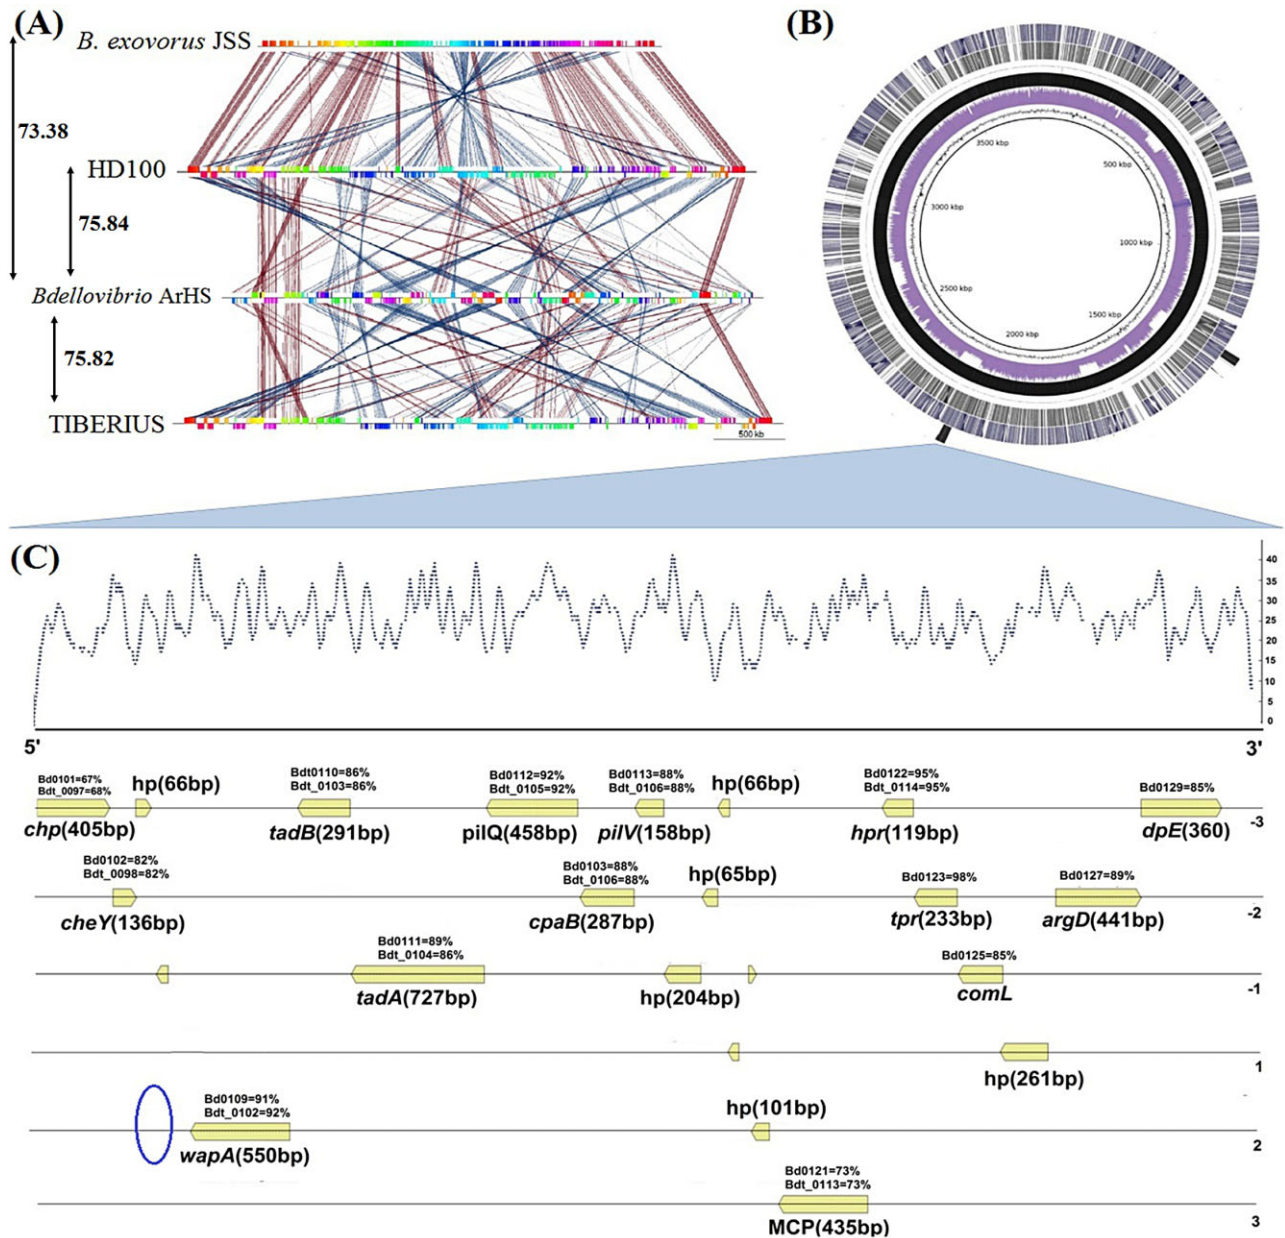 (A)
B. exovorus JSS
73.38
HD100
75.84
Bdellovibrio ArHS
75.82
TIBERIUS
500 kb
(B)
3500 kbp
500 kbp
3000 kbp
1000 kbp
2500 kbp
1500 kbp
2000 kbp
(C)
40
35
30
25
20
15
10
5
0
5'
3'
Bd0101=67%
Bdt_0097=68%
chp(405bp)
hp(66bp)
Bdt0110=86%
Bdt_0103=86%
tadB(291bp)
Bd0112=92%
Bdt_0105=92%
pilQ(458bp)
Bd0113=88%
Bdt_0106=88%
pilV(158bp)
hp(66bp)
Bd0122=95%
Bdt_0114=95%
hpr(119bp)
Bd0129=85%
dpE(360)
-3
Bd0102=82%
Bdt_0098=82%
cheY(136bp)
Bd0103=88%
Bdt_0106=88%
cpaB(287bp)
hp(65bp)
Bd0123=98%
tpr(233bp)
Bd0127=89%
argD(441bp)
-2
Bd0111=89%
Bdt_0104=86%
tadA(727bp)
hp(204bp)
Bd0125=85%
comL
-1
hp(261bp)
1
Bd0109=91%
Bdt_0102=92%
wapA(550bp)
hp(101bp)
2
Bd0121=73%
Bdt_0113=73%
MCP(435bp)
3